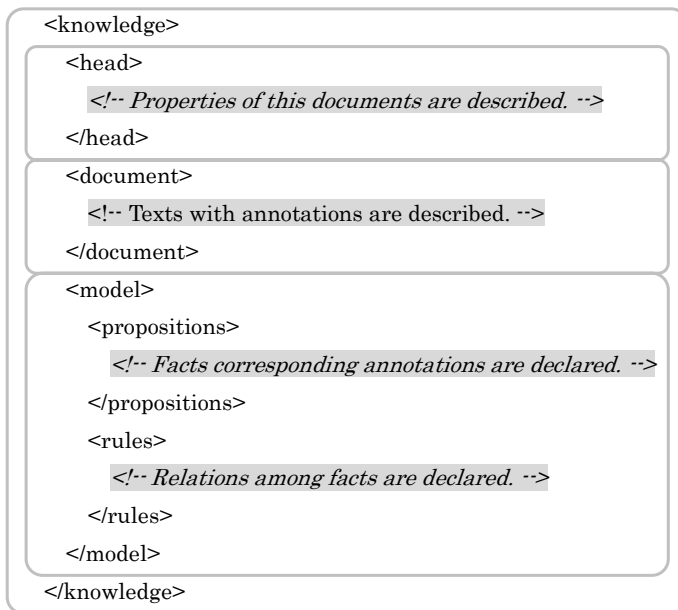 <knowledge>
<head>
<!-- Properties of this documents are described. -->
</head>
<document>
<!-- Texts with annotations are described. -->
</document>
<model>
<propositions>
<!-- Facts corresponding annotations are declared. -->
</propositions>
<rules>
<!-- Relations among facts are declared. -->
</rules>
</model>
</knowledge>